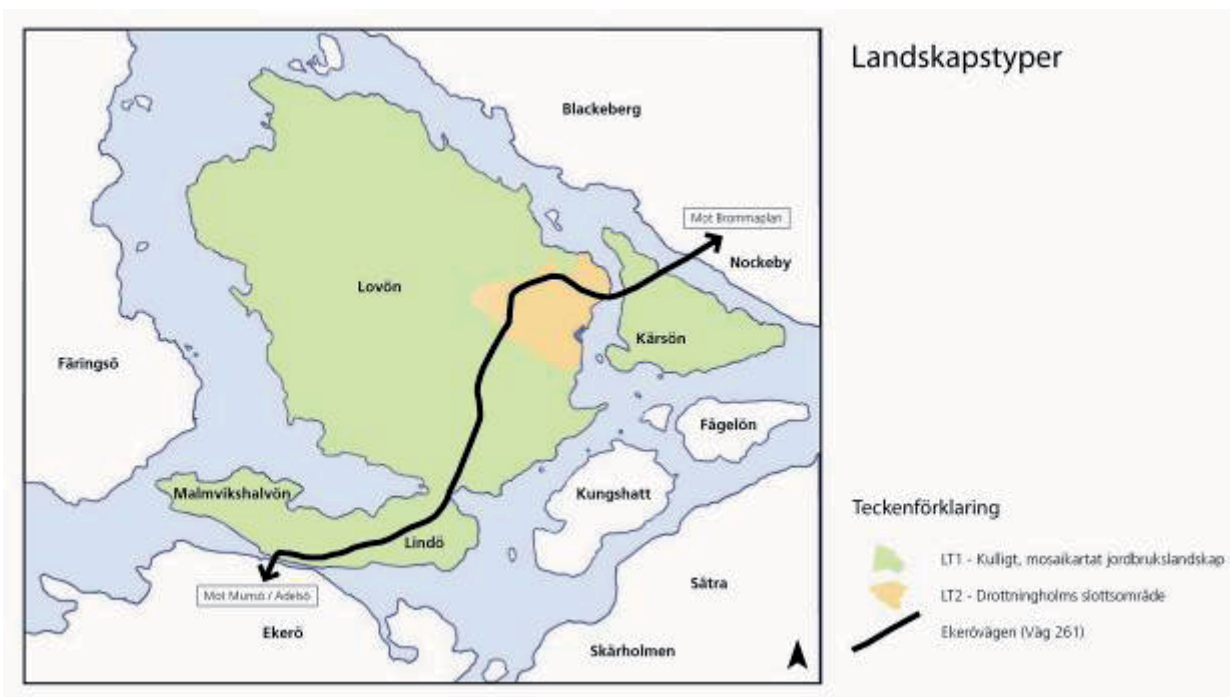 Landskapstyper
Blackeberg
Mot Brommaplan
Nockeby
Lovön
Kärsön
Färingsö
Fågelön
Malmvikshalvön
Kungshatt
Lindö
Mot Munsö / Adelsö
Ekerö
Sätra
Skärholmen
Teckenförklaring
LT1 - Kulligt, mosaikartat jordbrukslandskap
LT2 - Drottningholms slottsområde
Ekerövägen (Väg 261)